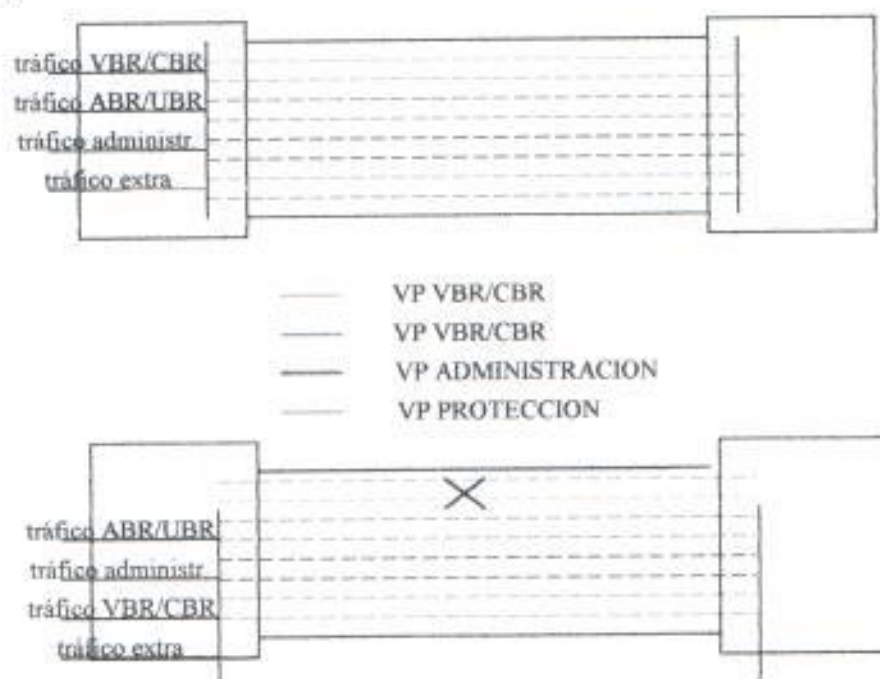 tráfico VBR/CBR
tráfico ABR/UBR
tráfico administr
tráfico extra
VP VBR/CBR
VP VBR/CBR
VP ADMINISTRACION
VP PROTECCION
tráfico ABR/UBR
tráfico administr
tráfico VBR/CBR
tráfico extra